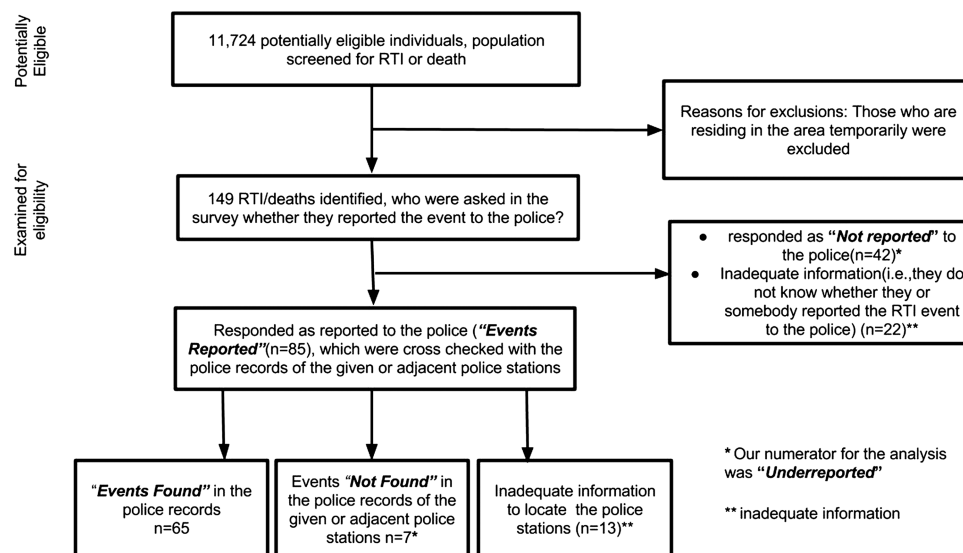 Potentially
Eligible
11,724 potentially eligible individuals, population
screened for RTI or death
Reasons for exclusions: Those who are
residing in the area temporarily were
excluded
Examined for
eligibility
149 RTI/deaths identified, who were asked in the
survey whether they reported the event to the police?
● responded as "Not reported" to
the police(n=42)*
● Inadequate information(i.e.,they do
not know whether they or
somebody reported the RTI event
to the police) (n=22)**
Responded as reported to the police ("Events
Reported"(n=85), which were cross checked with the
police records of the given or adjacent police stations
"Events Found" in the
police records
n=65
Events "Not Found" in
the police records of the
given or adjacent police
stations n=7*
Inadequate information
to locate the police
stations (n=13)**
* Our numerator for the analysis
was "Underreported"
** inadequate information